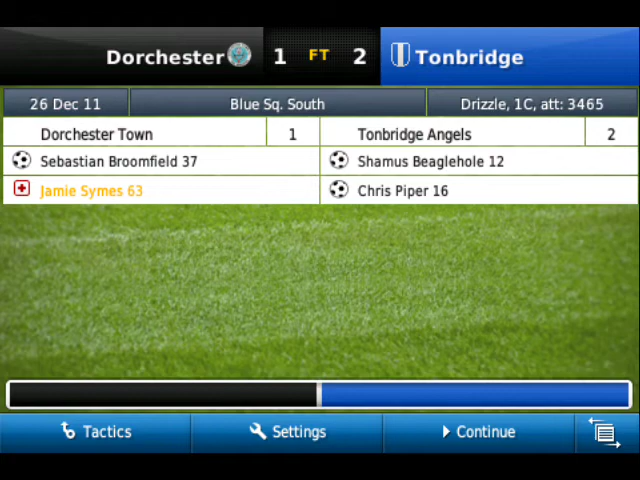 Dorchester 1 FT 2 Tonbridge
26 Dec 11 Blue Sq. South Drizzle, 1C, att: 3465
Dorchester Town 1 Tonbridge Angels 2
Sebastian Broomfield 37 Shamus Beaglehole 12
Jamie Symes 63 Chris Piper 16
Tactics Settings Continue